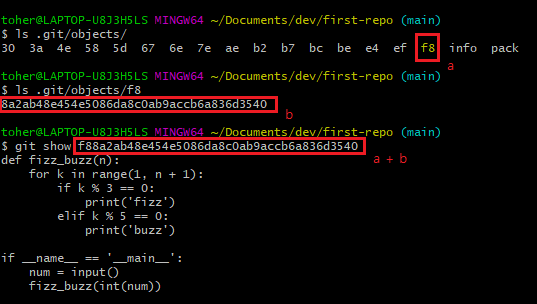 toher@LAPTOP-U8J3H5LS MINGW64 ~/Documents/dev/first-repo (main)
$ ls .git/objects/
30 3a 4e 58 5d 67 6e 7e ae b2 b7 bc be e4 ef f8 info pack
a
toher@LAPTOP-U8J3H5LS MINGW64 ~/Documents/dev/first-repo (main)
$ ls .git/objects/f8
8a2ab48e454e5086da8c0ab9accb6a836d3540
b
toher@LAPTOP-U8J3H5LS MINGW64 ~/Documents/dev/first-repo (main)
$ git show f88a2ab48e454e5086da8c0ab9accb6a836d3540
a + b
def fizz_buzz(n):
    for k in range(1, n + 1):
        if k % 3 == 0:
            print('fizz')
        elif k % 5 == 0:
            print('buzz')
if __name__ == '__main__':
    num = input()
    fizz_buzz(int(num))